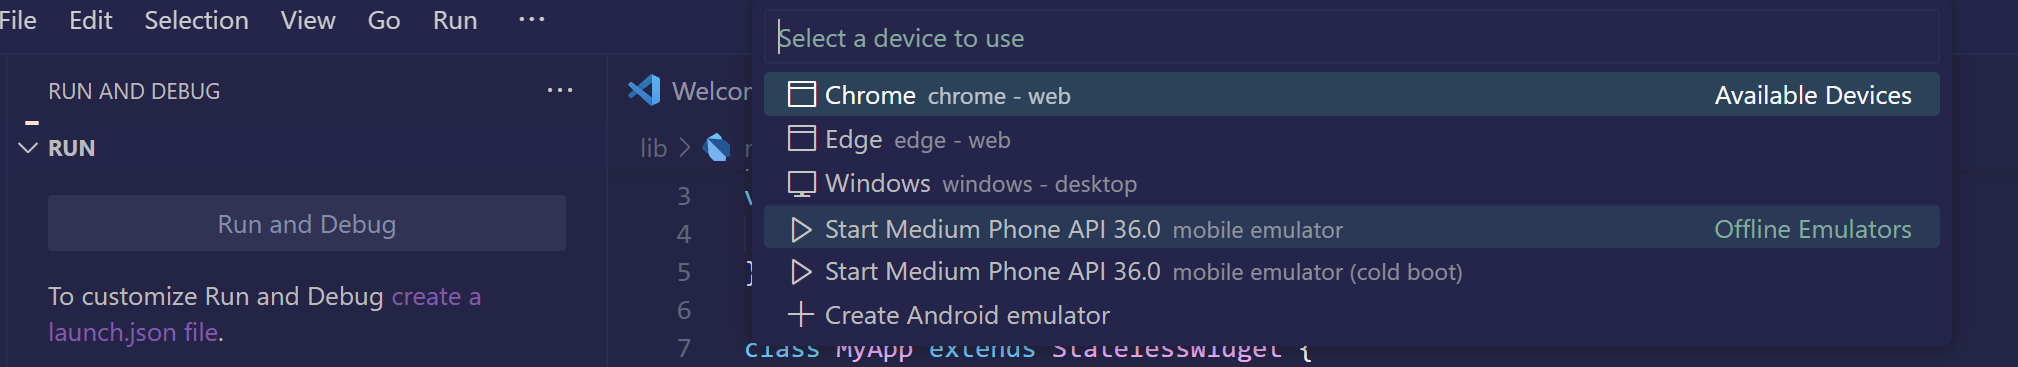 File Edit Selection View Go Run ···
Select a device to use
RUN AND DEBUG ···
Chrome chrome - web Available Devices
Edge edge - web
RUN
lib
Windows windows - desktop
3
Run and Debug
Start Medium Phone API 36.0 mobile emulator Offline Emulators
4
5 }
Start Medium Phone API 36.0 mobile emulator (cold boot)
To customize Run and Debug create a
launch.json file.
6
Create Android emulator
7 class MyApp extends StatelessWidget {